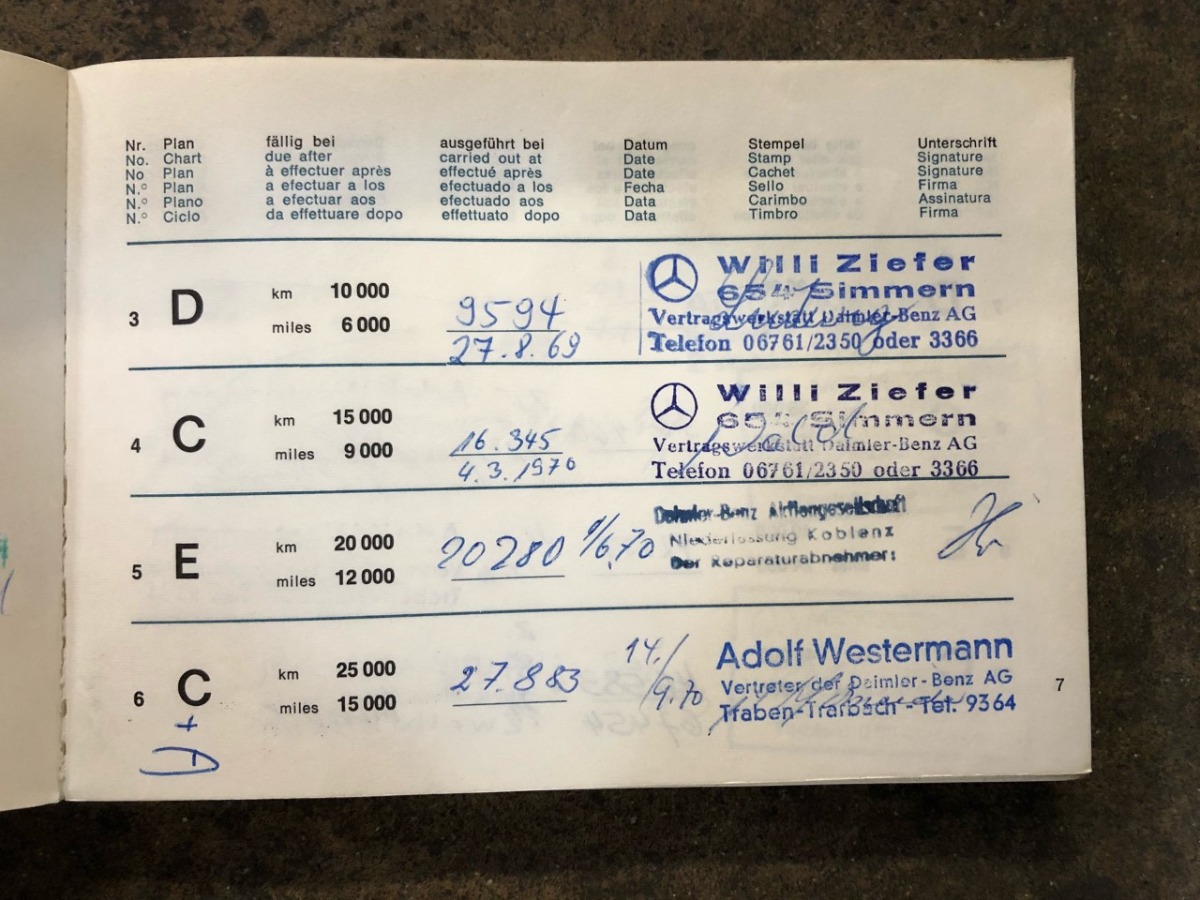 Nr. Plan fällig bei ausgeführt bei Datum Stempel Unterschrift
No. Chart due after carried out at Date Stamp Signature
No Plan à effectuer après effectué après Date Cachet Signature
N.° Plan a efectuar a los efectuado a los Fecha Sello Firma
N.° Plano a efectuar aos efectuado aos Data Carimbo Assinatura
N.° Ciclo da effettuare dopo effettuato dopo Data Timbro Firma
3 D km 10 000
miles 6 000
9594
27.8.69
Willi Ziefer
654 Simmern
Vertragswerkstatt Daimler-Benz AG
Telefon 06761/2350 oder 3366
4 C km 15 000
miles 9 000
16.345
4.3.1970
Willi Ziefer
654 Simmern
Vertragswerkstatt Daimler-Benz AG
Telefon 06761/2350 oder 3366
5 E km 20 000
miles 12 000
20280
Daimler-Benz Aktiengesellschaft
Niederlassung Koblenz
Der Reparaturabnehmer:
6 C km 25 000
miles 15 000
+
D
27.883
14./
9.70
Adolf Westermann
Vertreter der Daimler-Benz AG
Traben-Trarbach - Tel. 9364
7